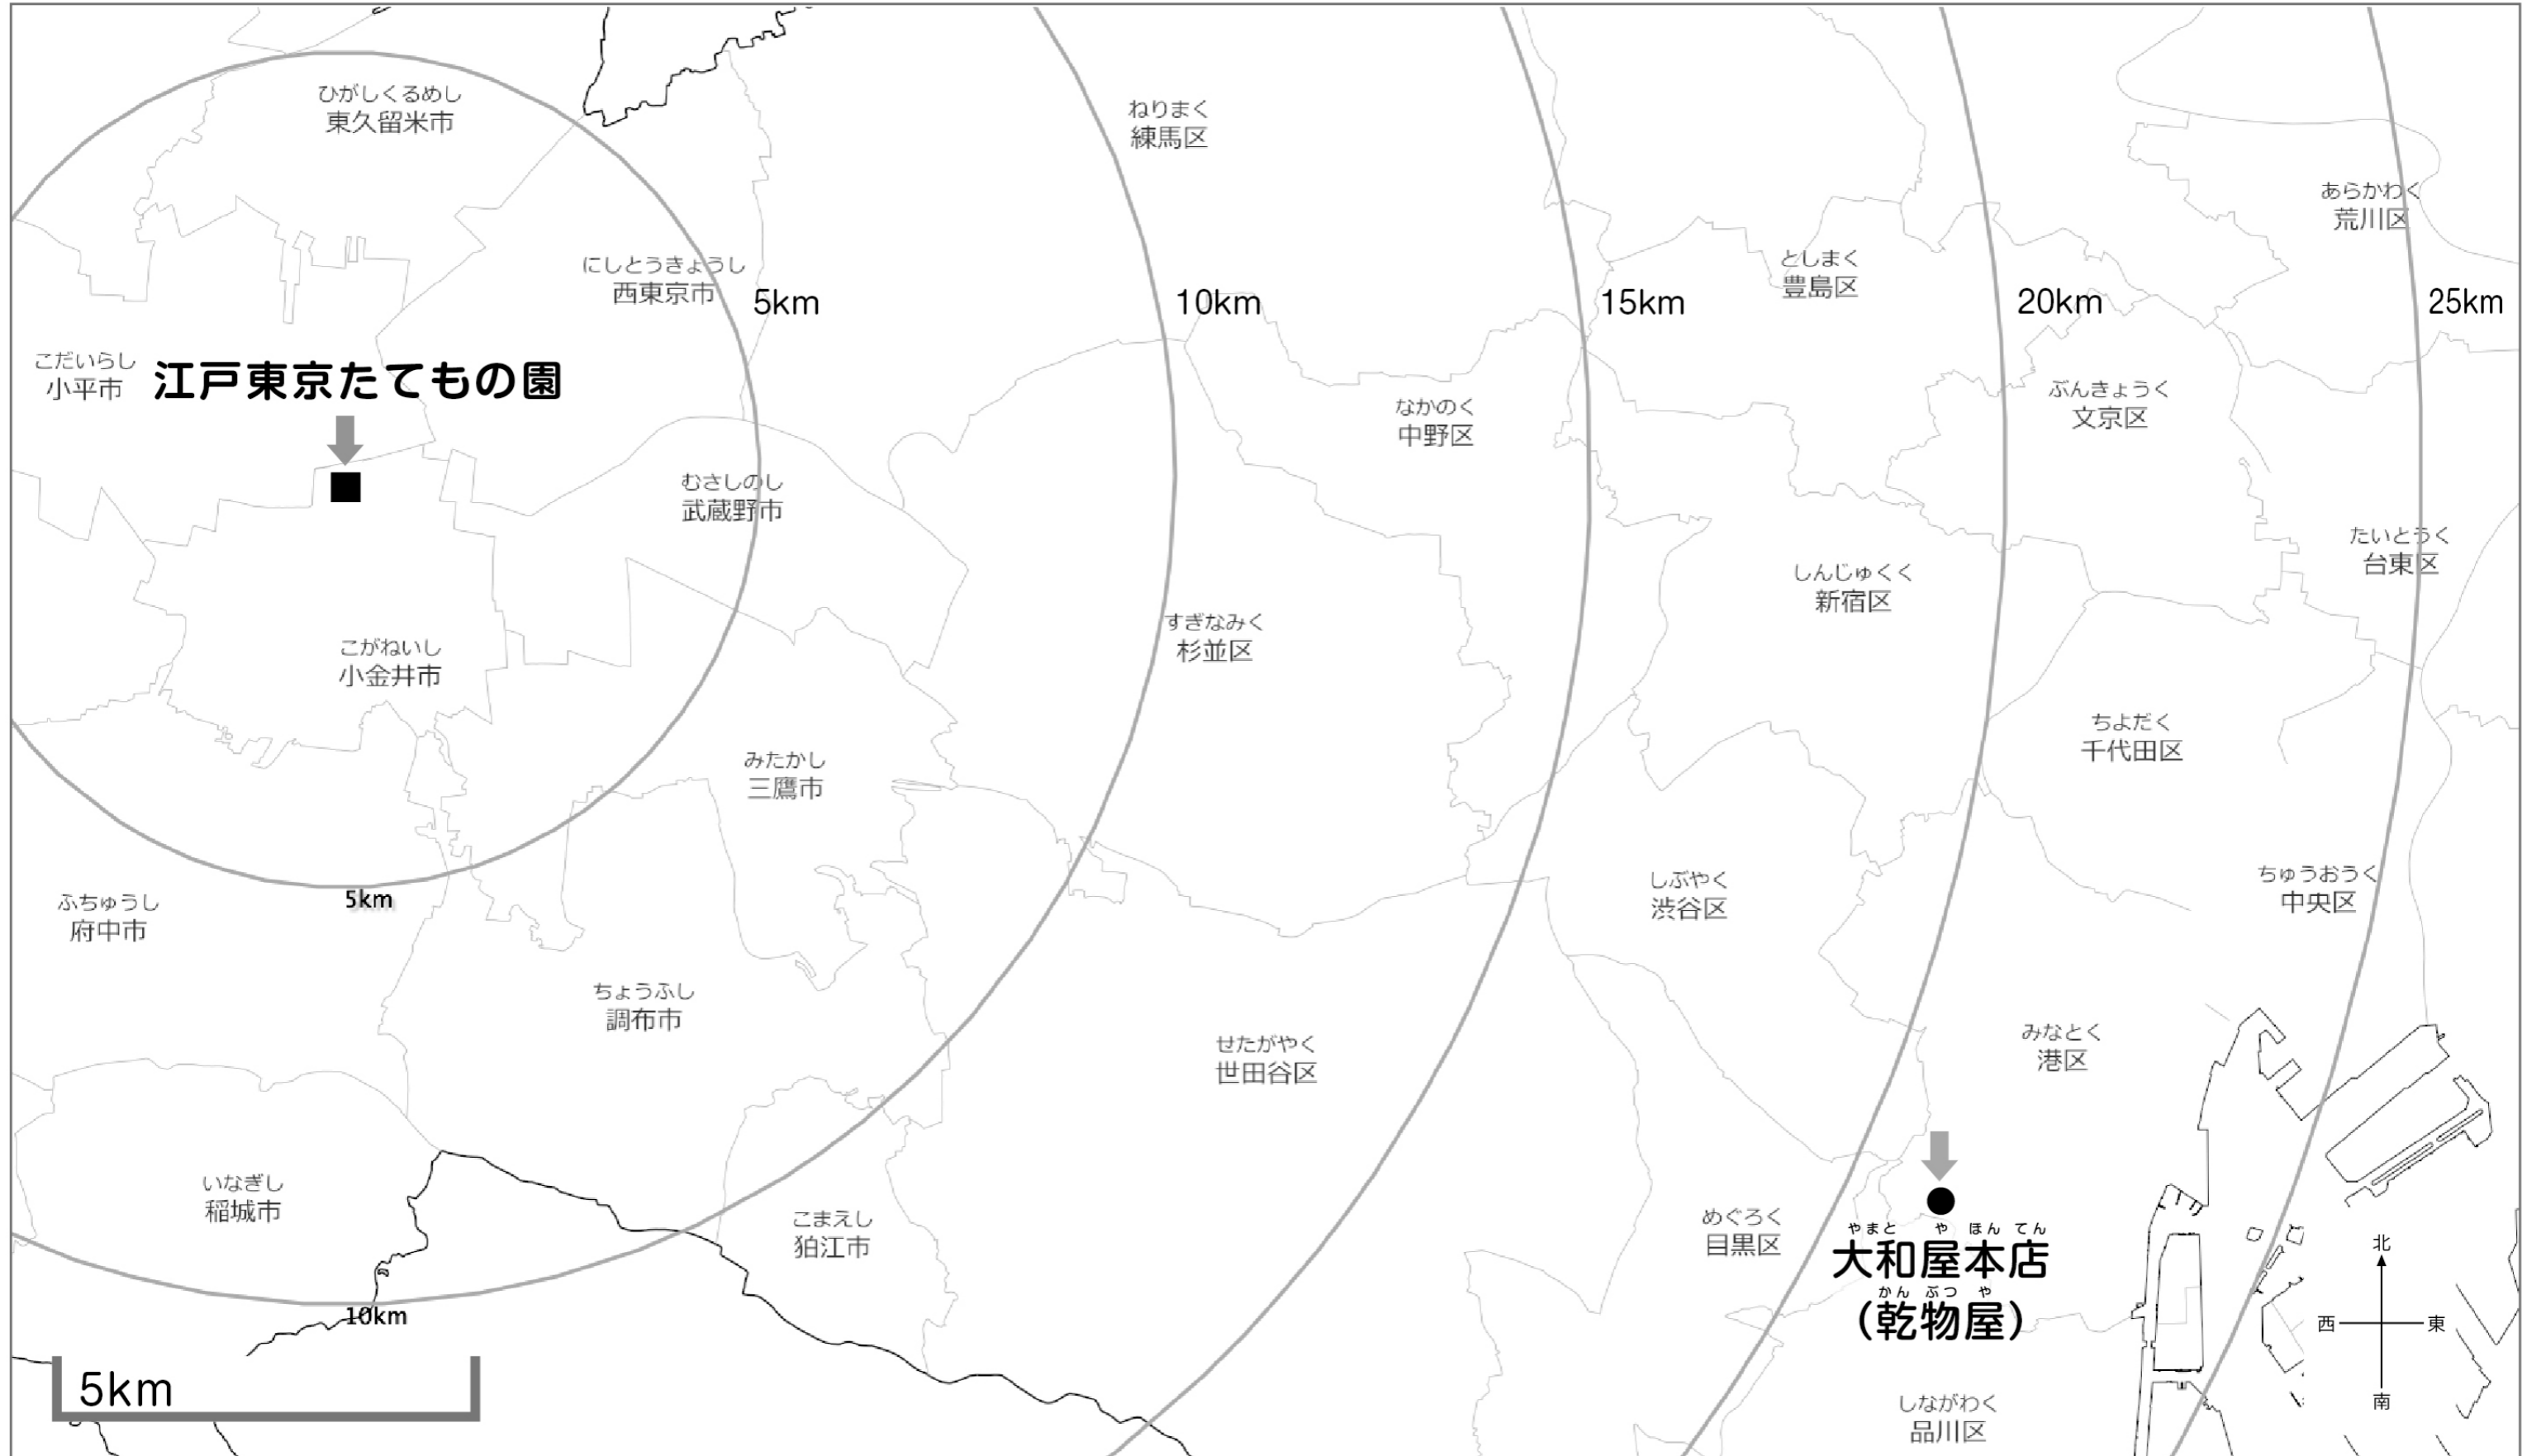 ひがしくるめし
東久留米市
ねりまく
練馬区
あらかわく
荒川区
にしとうきょうし
西東京市
としまく
豊島区
5km
10km
15km
20km
25km
こだいらし
小平市
江戸東京たてもの園
なかのく
中野区
ぶんきょうく
文京区
むさしのし
武蔵野市
たいとうく
台東区
しんじゅくく
新宿区
すぎなみく
杉並区
こがねいし
小金井市
ちよだく
千代田区
みたかし
三鷹市
しぶやく
渋谷区
ちゅうおうく
中央区
5km
ふちゅうし
府中市
ちょうふし
調布市
せたがやく
世田谷区
みなとく
港区
いなぎし
稲城市
こまえし
狛江市
めぐろく
目黒区
やまと や ほん てん
大和屋本店
かん ぶつ や
（乾物屋）
北
西
東
南
10km
5km
しながわく
品川区